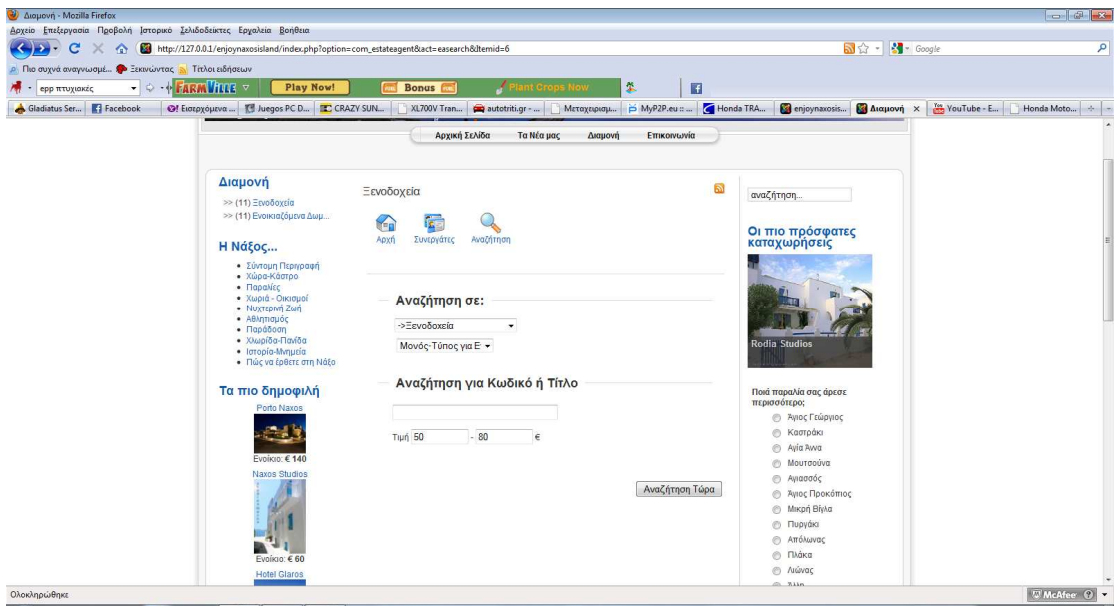 Διαμονή - Mozilla Firefox
Αρχείο Επεξεργασία Προβολή Ιστορικό Σελιδοδείκτες Εργαλεία Βοήθεια
http://127.0.0.1/enjoynaxosisland/index.php?option=com_estateagent&act=easearch&Itemid=6
Google
Πιο συχνά αναγνωσμέ... Ξεκινώντας Τίτλοι ειδήσεων
epp πτυχιακές FARMVILLE Play Now! Bonus Plant Crops Now
Gladiatus Ser... Facebook Εισερχόμενα ... Juegos PC D... CRAZY SUN... XL700V Tran... autotriti.gr - ... Μεταχειρισμ... MyP2P.eu :: ... Honda TRA... enjoynaxosis... Διαμονή YouTube - E... Honda Moto...
Αρχική Σελίδα Τα Νέα μας Διαμονή Επικοινωνία
Διαμονή
>> (11) Ξενοδοχεία
>> (11) Ενοικιαζόμενα Δωμ...
Η Νάξος...
Σύντομη Περιγραφή
Χώρα-Κάστρο
Παραλίες
Χωριά - Οικισμοί
Νυχτερινή Ζωή
Αθλητισμός
Παράδοση
Χλωρίδα-Πανίδα
Ιστορία-Μνημεία
Πώς να έρθετε στη Νάξο
Τα πιο δημοφιλή
Porto Naxos
Ενοίκιο: € 140
Naxos Studios
Ενοίκιο: € 60
Hotel Glaros
Ξενοδοχεία
Αρχή Συνεργάτες Αναζήτηση
Αναζήτηση σε:
->Ξενοδοχεία
Μονός-Τύπος για Ε
Αναζήτηση για Κωδικό ή Τίτλο
Τιμή 50 - 80 €
Αναζήτηση Τώρα
αναζήτηση...
Οι πιο πρόσφατες
καταχωρήσεις
Rodia Studios
Ποιά παραλία σας άρεσε
περισσότερο;
Άγιος Γεώργιος
Καστράκι
Αγία Άννα
Μουτσούνα
Αγιασσός
Άγιος Προκόπιος
Μικρή Βίγλα
Πυργάκι
Απόλωνας
Πλάκα
Λιώνας
Ολοκληρώθηκε
McAfee